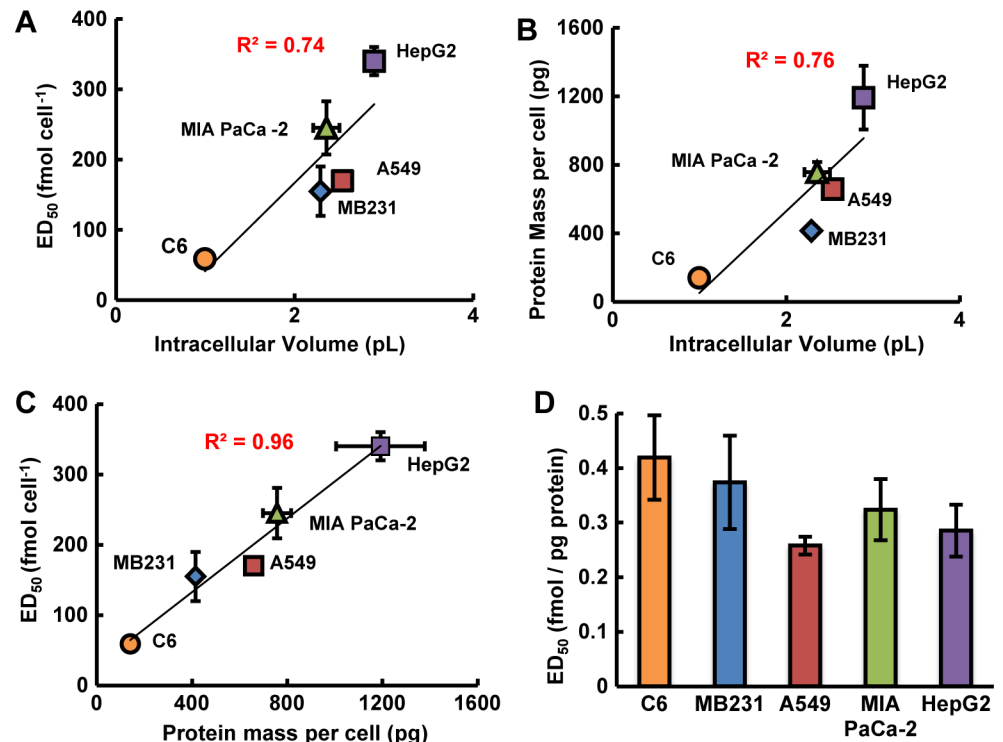 A
ED₅₀ (fmol cell⁻¹)
400
300
200
100
0
R² = 0.74
HepG2
MIA PaCa -2
A549
MB231
C6
0
2
4
Intracellular Volume (pL)
B
Protein Mass per cell (pg)
1600
1200
800
400
0
R² = 0.76
HepG2
MIA PaCa -2
A549
MB231
C6
0
2
4
Intracellular Volume (pL)
C
ED₅₀ (fmol cell⁻¹)
400
300
200
100
0
R² = 0.96
HepG2
MIA PaCa-2
MB231
A549
C6
0
400
800
1200
1600
Protein mass per cell (pg)
D
ED₅₀ (fmol / pg protein)
0.5
0.4
0.3
0.2
0.1
0
C6
MB231
A549
MIA
PaCa-2
HepG2